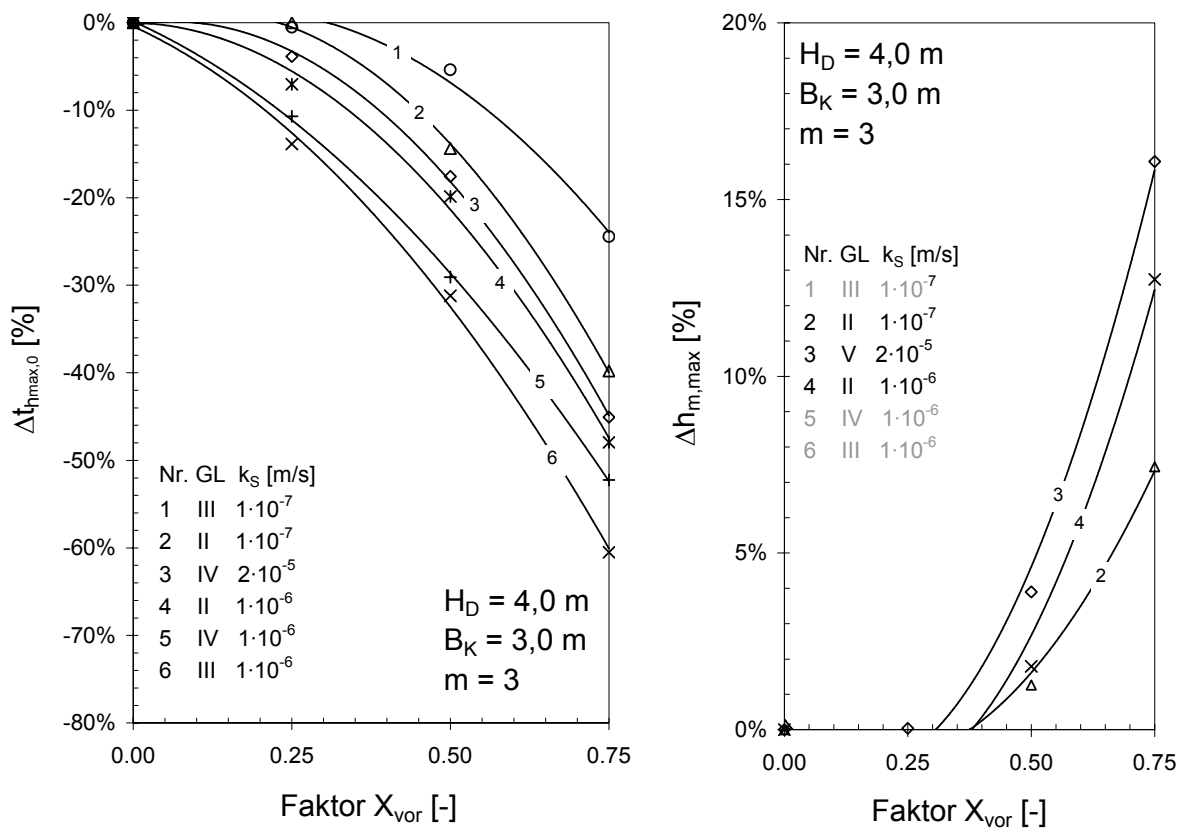 0%
-10%
-20%
-30%
-40%
-50%
-60%
-70%
-80%
Δt_hmax,0 [%]
1
2
3
4
5
6
Nr. GL k_S [m/s]
1 III 1·10^-7
2 II 1·10^-7
3 IV 2·10^-5
4 II 1·10^-6
5 IV 1·10^-6
6 III 1·10^-6
H_D = 4,0 m
B_K = 3,0 m
m = 3
0.00 0.25 0.50 0.75
Faktor X_vor [-]
20%
15%
10%
5%
0%
Δh_m,max [%]
H_D = 4,0 m
B_K = 3,0 m
m = 3
Nr. GL k_S [m/s]
1 III 1·10^-7
2 II 1·10^-7
3 V 2·10^-5
4 II 1·10^-6
5 IV 1·10^-6
6 III 1·10^-6
3
4
2
0.00 0.25 0.50 0.75
Faktor X_vor [-]